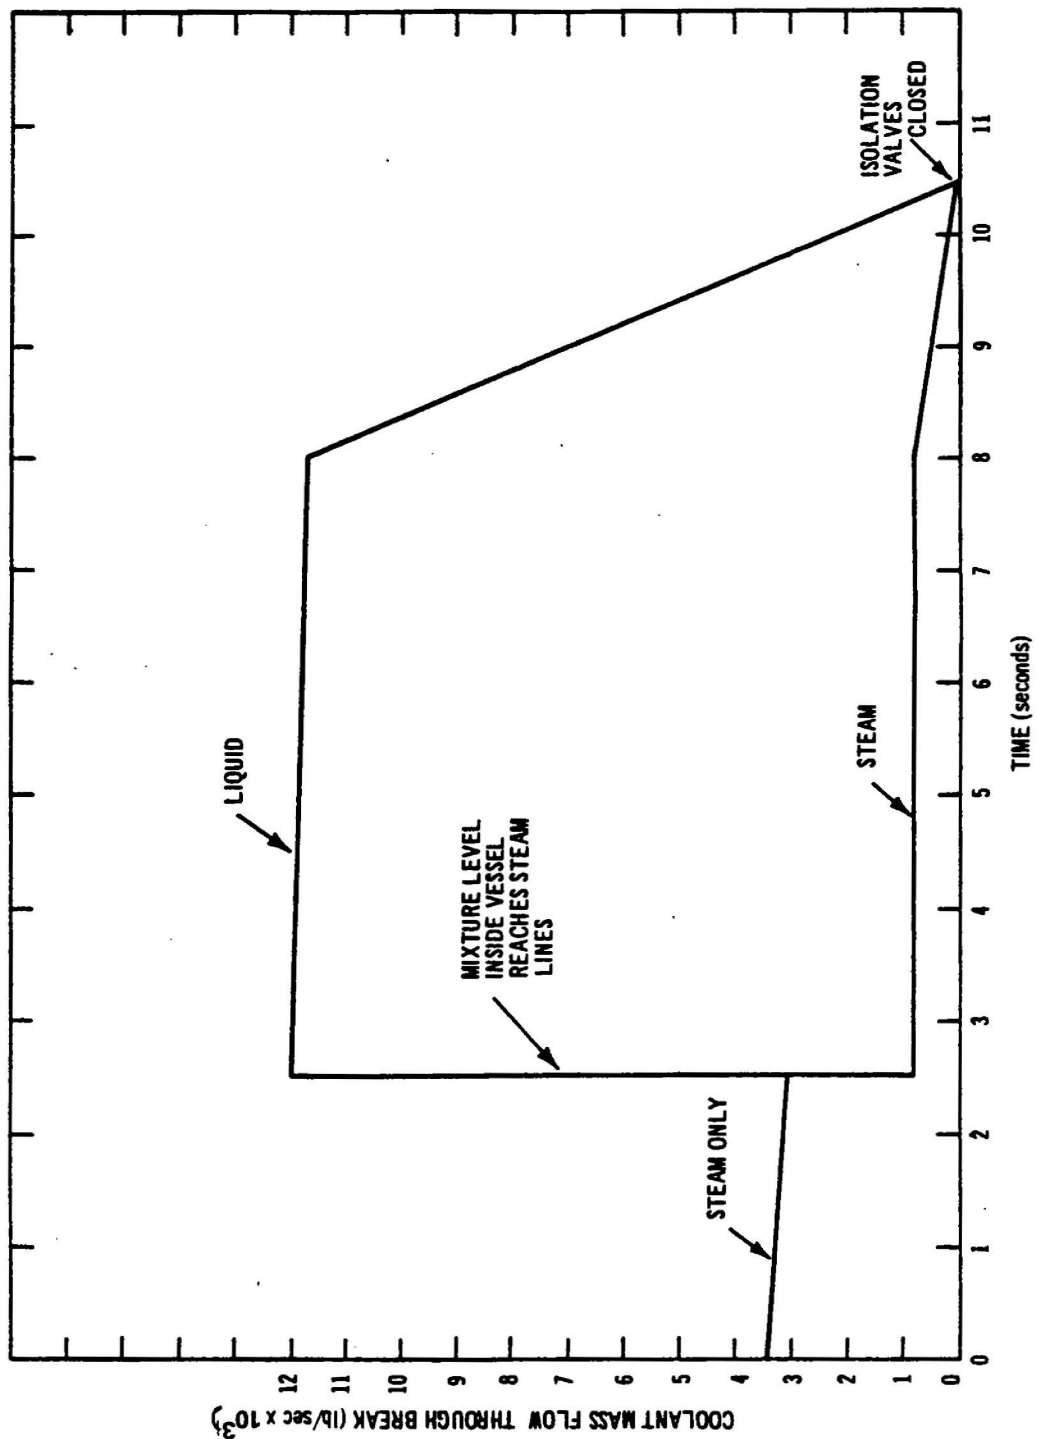 COOLANT MASS FLOW THROUGH BREAK (lb/sec x 10³)
12
11
10
9
8
7
6
5
4
3
2
1
0
LIQUID
MIXTURE LEVEL
INSIDE VESSEL
REACHES STEAM
LINES
STEAM ONLY
STEAM
ISOLATION
VALVES
CLOSED
1
2
3
4
5
6
7
8
9
10
11
TIME (seconds)